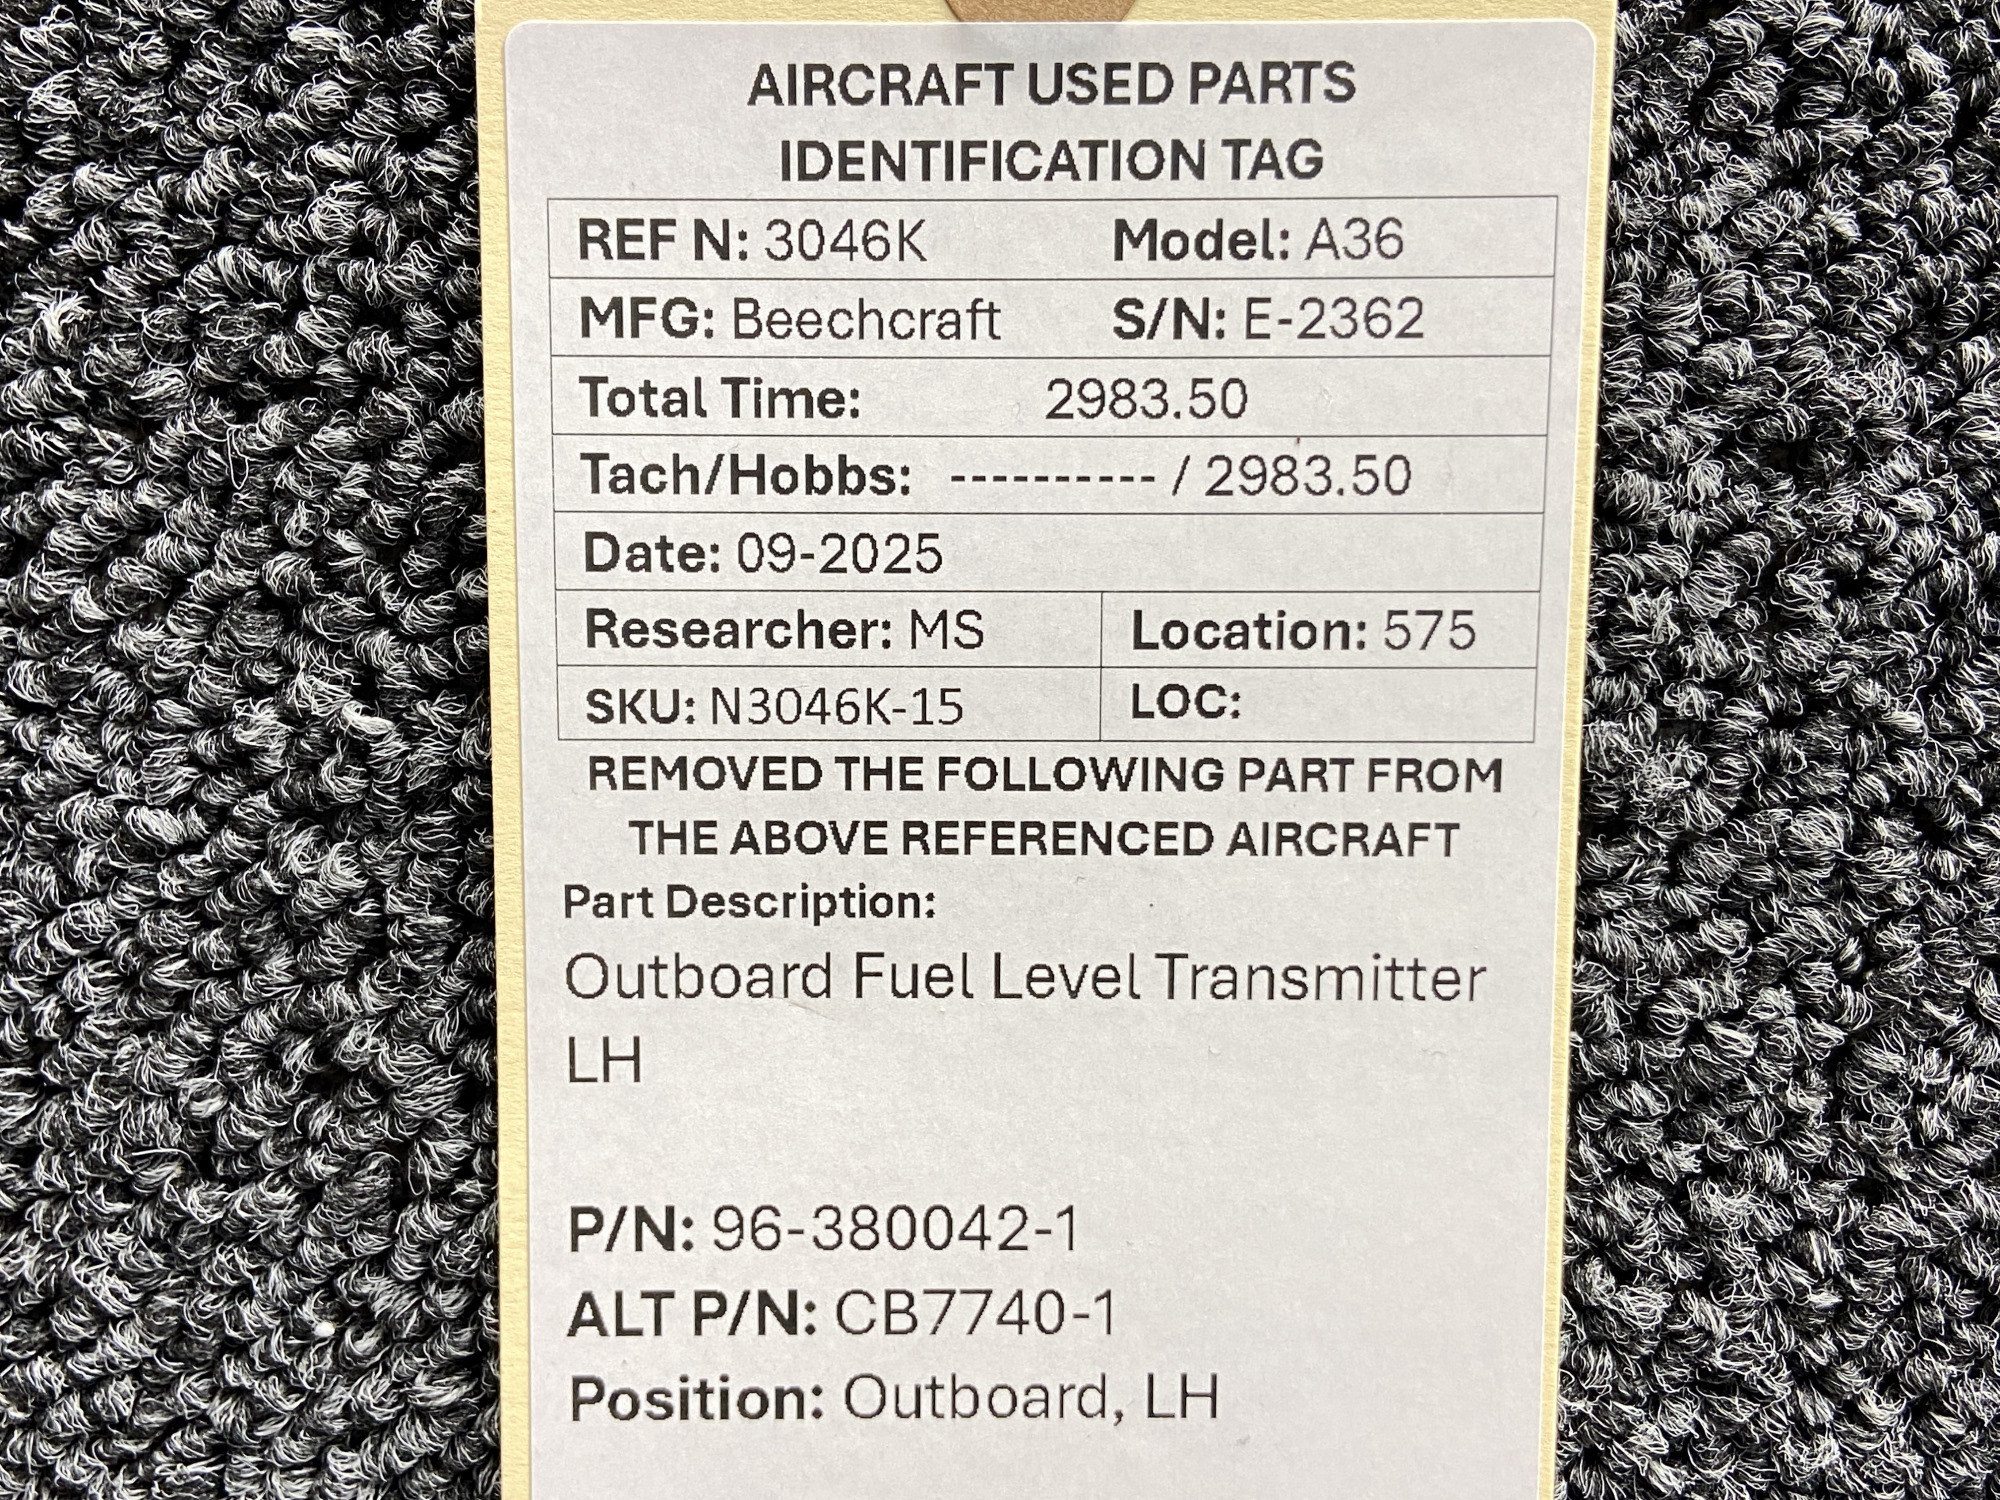 AIRCRAFT USED PARTS
IDENTIFICATION TAG
REF N: 3046K Model: A36
MFG: Beechcraft S/N: E-2362
Total Time: 2983.50
Tach/Hobbs: ---------- / 2983.50
Date: 09-2025
Researcher: MS Location: 575
SKU: N3046K-15 LOC:
REMOVED THE FOLLOWING PART FROM
THE ABOVE REFERENCED AIRCRAFT
Part Description:
Outboard Fuel Level Transmitter
LH
P/N: 96-380042-1
ALT P/N: CB7740-1
Position: Outboard, LH